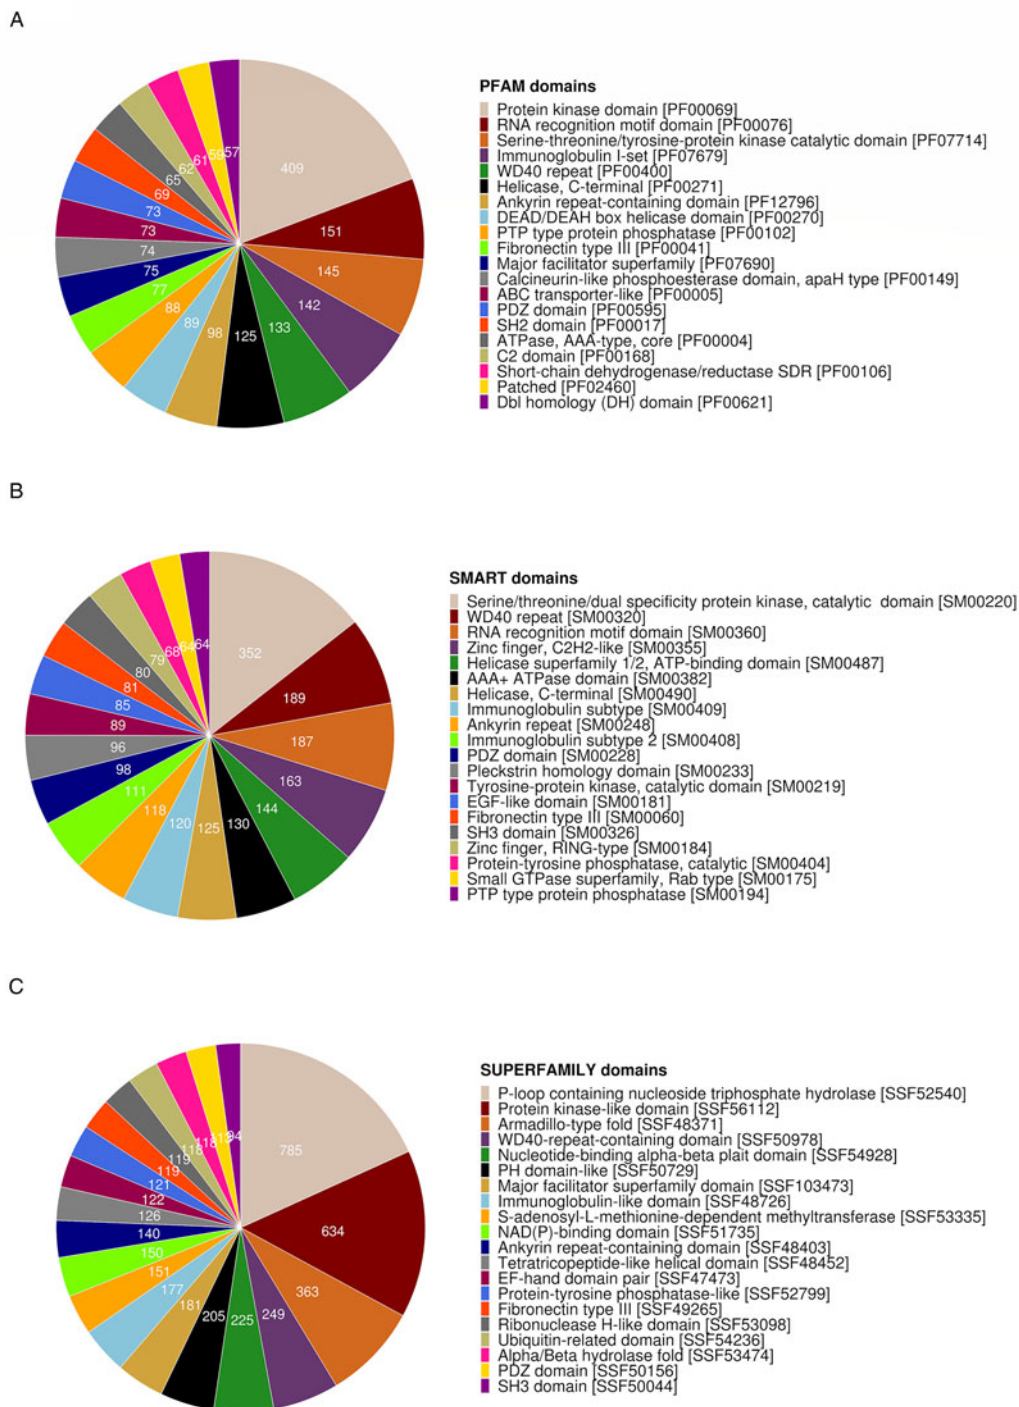 A
PFAM domains
Protein kinase domain [PF00069]
RNA recognition motif domain [PF00076]
Serine-threonine/tyrosine-protein kinase catalytic domain [PF07714]
Immunoglobulin I-set [PF07679]
WD40 repeat [PF00400]
Helicase, C-terminal [PF00271]
Ankyrin repeat-containing domain [PF12796]
DEAD/DEAH box helicase domain [PF00270]
PTP type protein phosphatase [PF00102]
Fibronectin type III [PF00041]
Major facilitator superfamily [PF07690]
Calcineurin-like phosphoesterase domain, apaH type [PF00149]
ABC transporter-like [PF00005]
PDZ domain [PF00595]
SH2 domain [PF00017]
ATPase, AAA-type, core [PF00004]
C2 domain [PF00168]
Short-chain dehydrogenase/reductase SDR [PF00106]
Patched [PF02460]
Dbl homology (DH) domain [PF00621]
409
151
145
142
133
125
98
89
88
77
75
74
73
73
69
65
62
61
59
57
B
SMART domains
Serine/threonine/dual specificity protein kinase, catalytic domain [SM00220]
WD40 repeat [SM00320]
RNA recognition motif domain [SM00360]
Zinc finger, C2H2-like [SM00355]
Helicase superfamily 1/2, ATP-binding domain [SM00487]
AAA+ ATPase domain [SM00382]
Helicase, C-terminal [SM00490]
Immunoglobulin subtype [SM00409]
Ankyrin repeat [SM00248]
Immunoglobulin subtype 2 [SM00408]
PDZ domain [SM00228]
Pleckstrin homology domain [SM00233]
Tyrosine-protein kinase, catalytic domain [SM00219]
EGF-like domain [SM00181]
Fibronectin type III [SM00060]
SH3 domain [SM00326]
Zinc finger, RING-type [SM00184]
Protein-tyrosine phosphatase, catalytic [SM00404]
Small GTPase superfamily, Rab type [SM00175]
PTP type protein phosphatase [SM00194]
352
189
187
163
144
130
125
120
118
111
98
96
89
85
81
80
79
68
64
64
C
SUPERFAMILY domains
P-loop containing nucleoside triphosphate hydrolase [SSF52540]
Protein kinase-like domain [SSF56112]
Armadillo-type fold [SSF48371]
WD40-repeat-containing domain [SSF50978]
Nucleotide-binding alpha-beta plait domain [SSF54928]
PH domain-like [SSF50729]
Major facilitator superfamily domain [SSF103473]
Immunoglobulin-like domain [SSF48726]
S-adenosyl-L-methionine-dependent methyltransferase [SSF53335]
NAD(P)-binding domain [SSF51735]
Ankyrin repeat-containing domain [SSF48403]
Tetratricopeptide-like helical domain [SSF48452]
EF-hand domain pair [SSF47473]
Protein-tyrosine phosphatase-like [SSF52799]
Fibronectin type III [SSF49265]
Ribonuclease H-like domain [SSF53098]
Ubiquitin-related domain [SSF54236]
Alpha/Beta hydrolase fold [SSF53474]
PDZ domain [SSF50156]
SH3 domain [SSF50044]
785
634
363
249
225
205
181
177
151
150
140
126
122
121
119
119
118
118
94